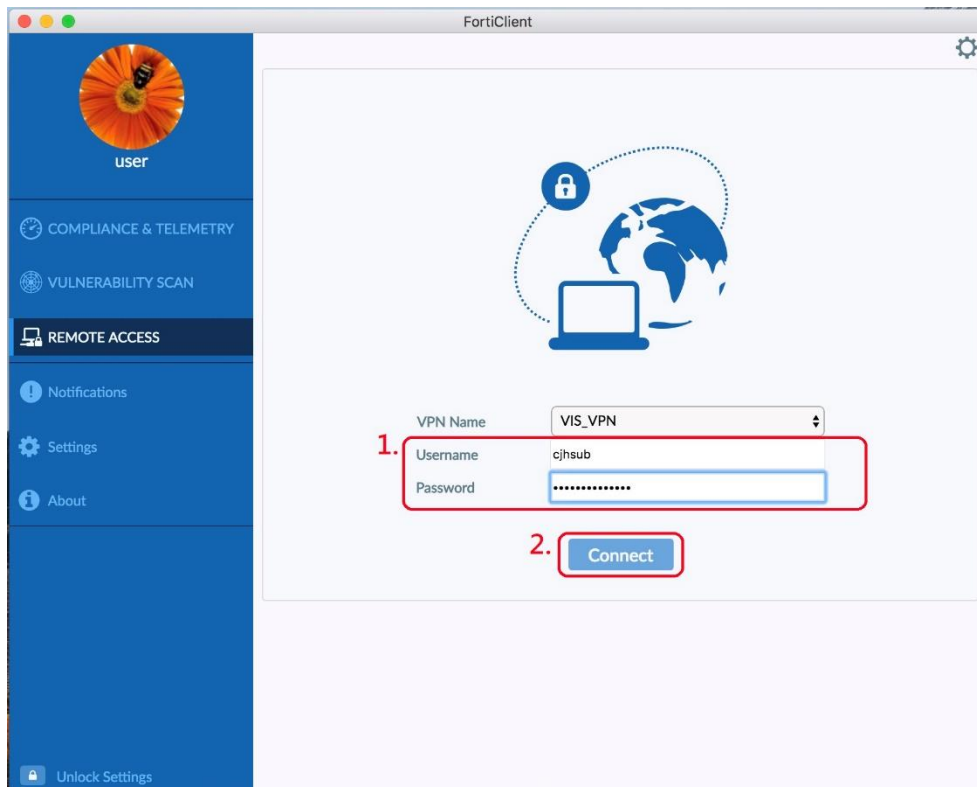 FortiClient
user
COMPLIANCE & TELEMETRY
VULNERABILITY SCAN
REMOTE ACCESS
Notifications
Settings
About
Unlock Settings
VPN Name VIS_VPN
1.
Username cjhsub
Password ••••••••••••••
2. Connect